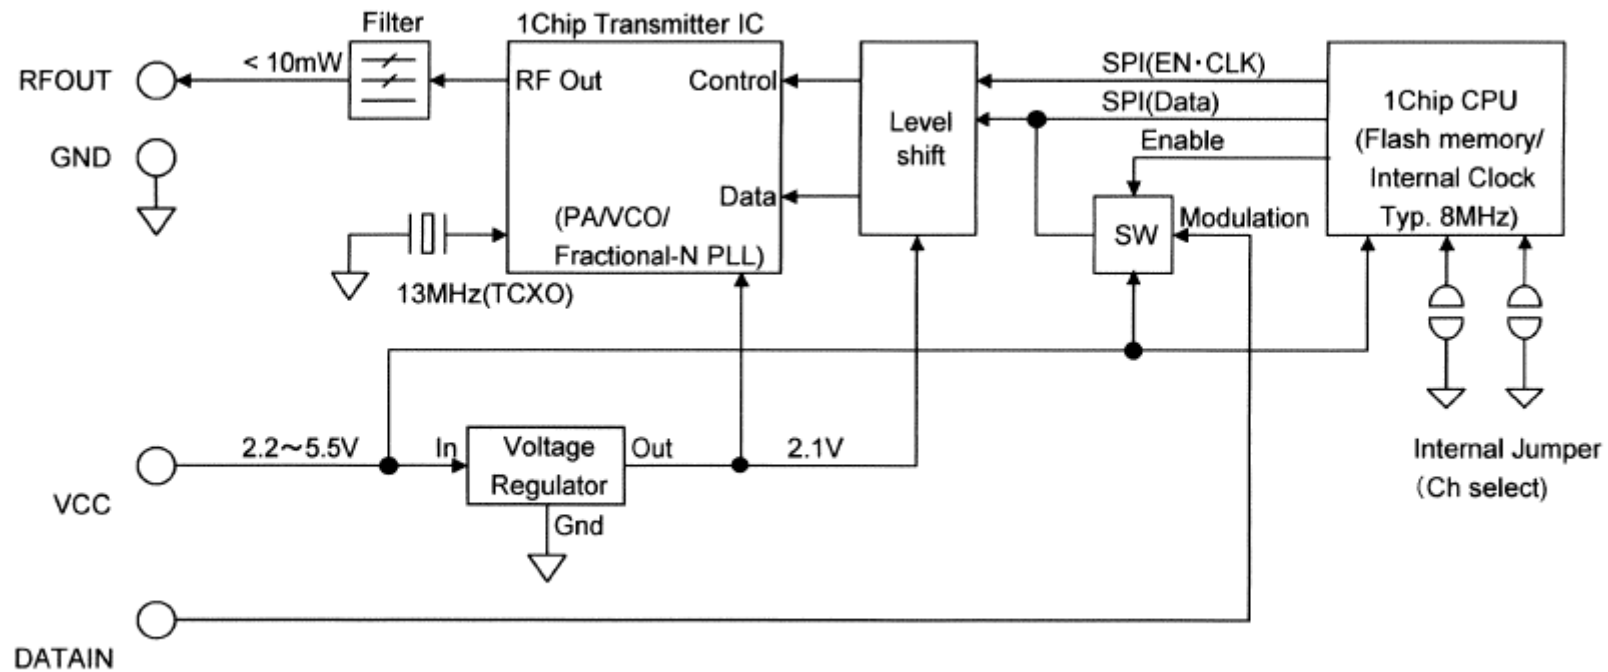 Filter
1Chip Transmitter IC
RFOUT
< 10mW
RF Out
Control
SPI(EN・CLK)
SPI(Data)
1Chip CPU
(Flash memory/
Internal Clock
Typ. 8MHz)
Level
shift
Enable
GND
Data
(PA/VCO/
Fractional-N PLL)
SW
Modulation
13MHz(TCXO)
2.2～5.5V
In
Voltage
Regulator
Out
2.1V
Gnd
Internal Jumper
（Ch select)
VCC
DATAIN